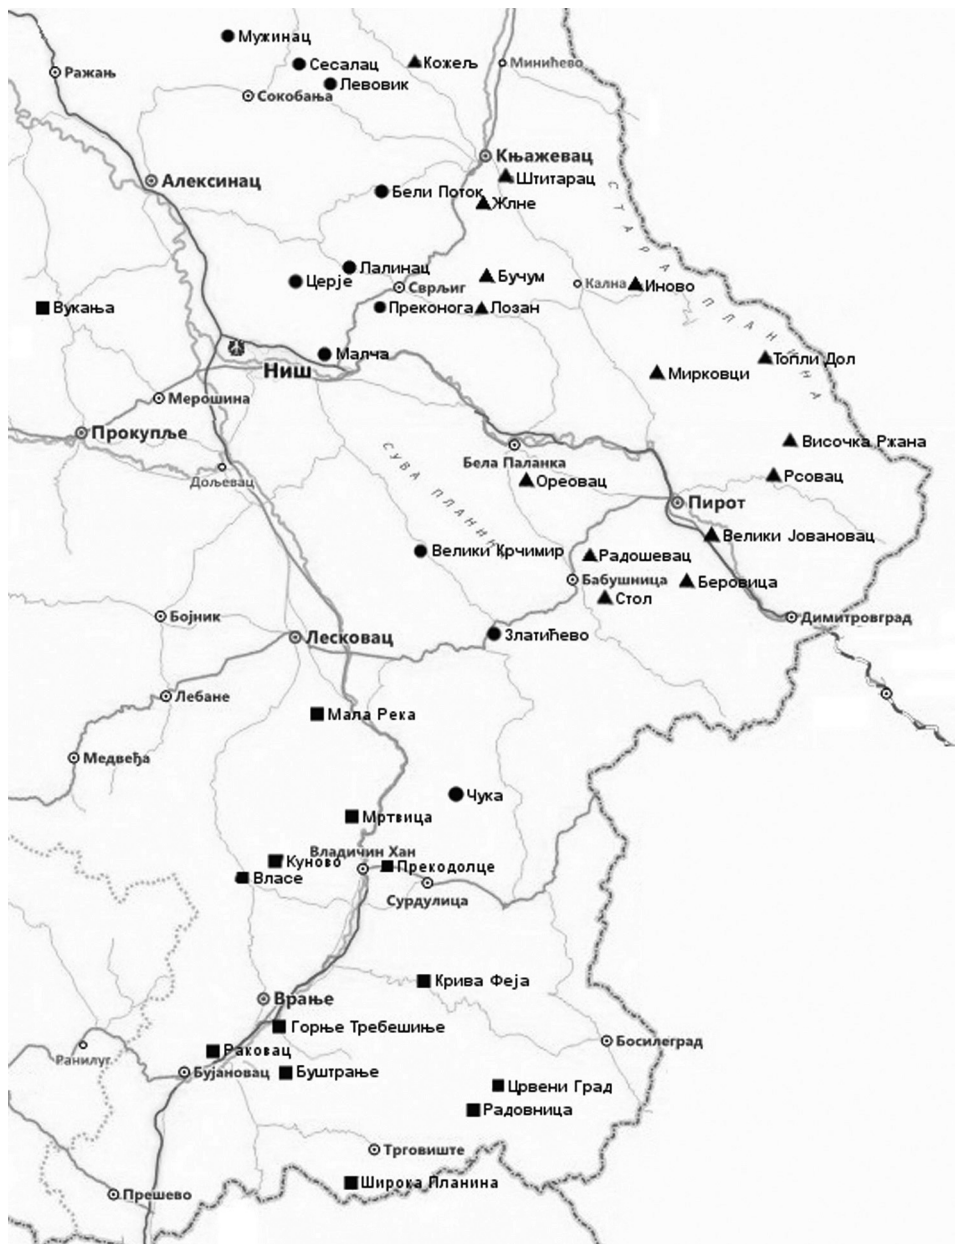 Мужинац
Сесалац
Кожељ
Минићево
Ражањ
Левовик
Сокобања
Књажевац
Алексинац
Штитарац
Бели Поток
Жлне
СТАРА ПЛАНИНА
Лалинац
Церје
Сврљиг
Бучум
Кална
Иново
Вукања
Преконога
Лозан
Малча
Ниш
Топли Дол
Мирковци
Мерошина
Прокупље
Височка Ржана
СУВА ПЛАНИНА
Бела Паланка
Дољевац
Ореовац
Рсовац
Пирот
Велики Јовановац
Велики Крчимир
Радошевац
Бабушница
Беровица
Стол
Бојник
Димитровград
Лесковац
Златићево
Лебане
Мала Река
Медвеђа
Чука
Мртвица
Владичин Хан
Куново
Прекодолце
Власе
Сурдулица
Крива Феја
Врање
Горње Требешиње
Босилеград
Раковац
Ранилуг
Бујановац
Буштрање
Црвени Град
Радовница
Трговиште
Широка Планина
Прешево